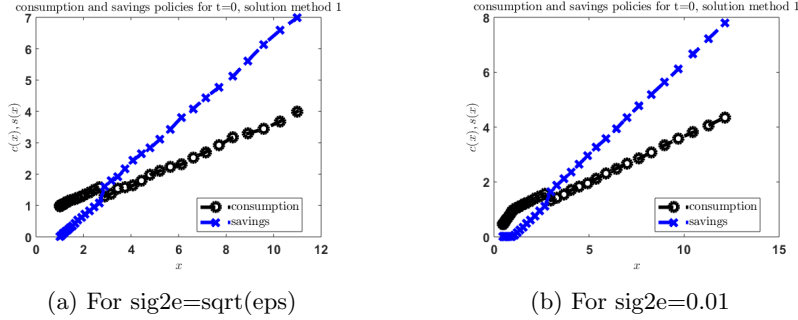 consumption and savings policies for t=0, solution method 1
7
6
5
4
3
2
1
0
c(x), s(x)
0 2 4 6 8 10 12
x
consumption
savings
(a) For sig2e=sqrt(eps)
consumption and savings policies for t=0, solution method 1
8
6
4
2
0
c(x), s(x)
0 5 10 15
x
consumption
savings
(b) For sig2e=0.01